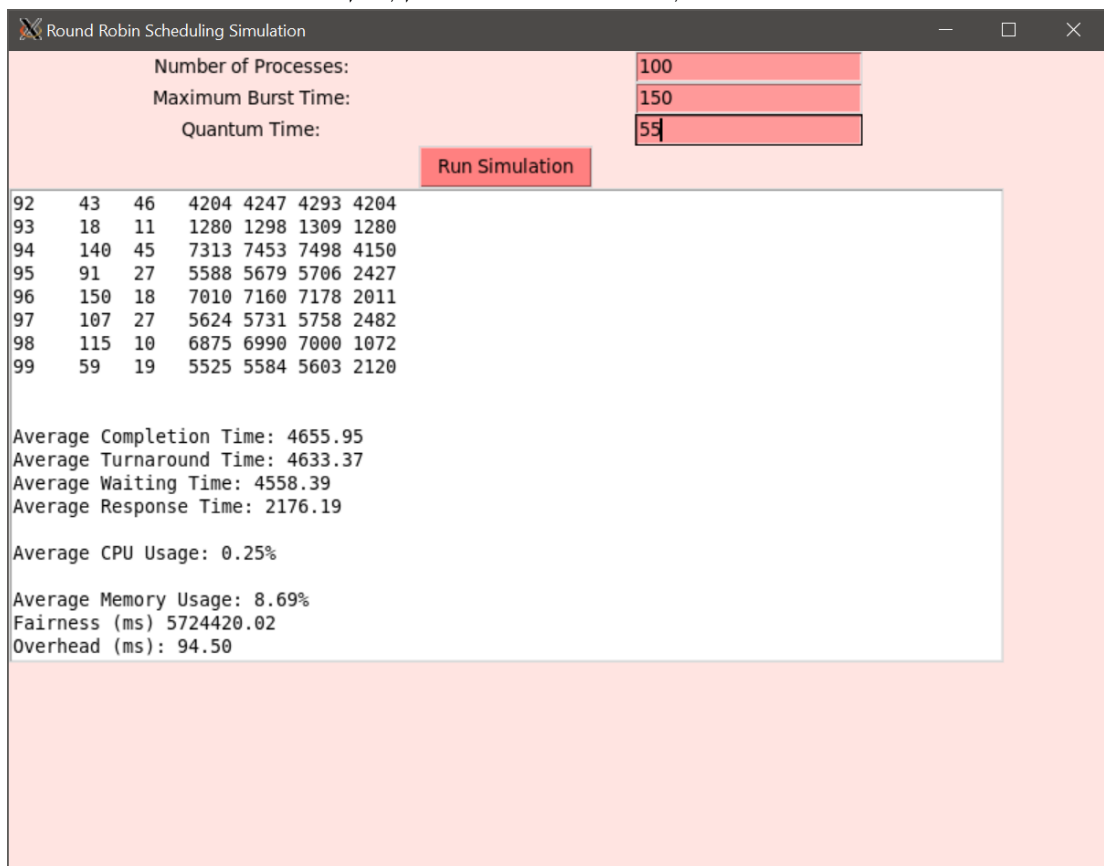 Round Robin Scheduling Simulation
Number of Processes: 100
Maximum Burst Time: 150
Quantum Time: 55
Run Simulation
92 43 46 4204 4247 4293 4204
93 18 11 1280 1298 1309 1280
94 140 45 7313 7453 7498 4150
95 91 27 5588 5679 5706 2427
96 150 18 7010 7160 7178 2011
97 107 27 5624 5731 5758 2482
98 115 10 6875 6990 7000 1072
99 59 19 5525 5584 5603 2120
Average Completion Time: 4655.95
Average Turnaround Time: 4633.37
Average Waiting Time: 4558.39
Average Response Time: 2176.19
Average CPU Usage: 0.25%
Average Memory Usage: 8.69%
Fairness (ms) 5724420.02
Overhead (ms): 94.50